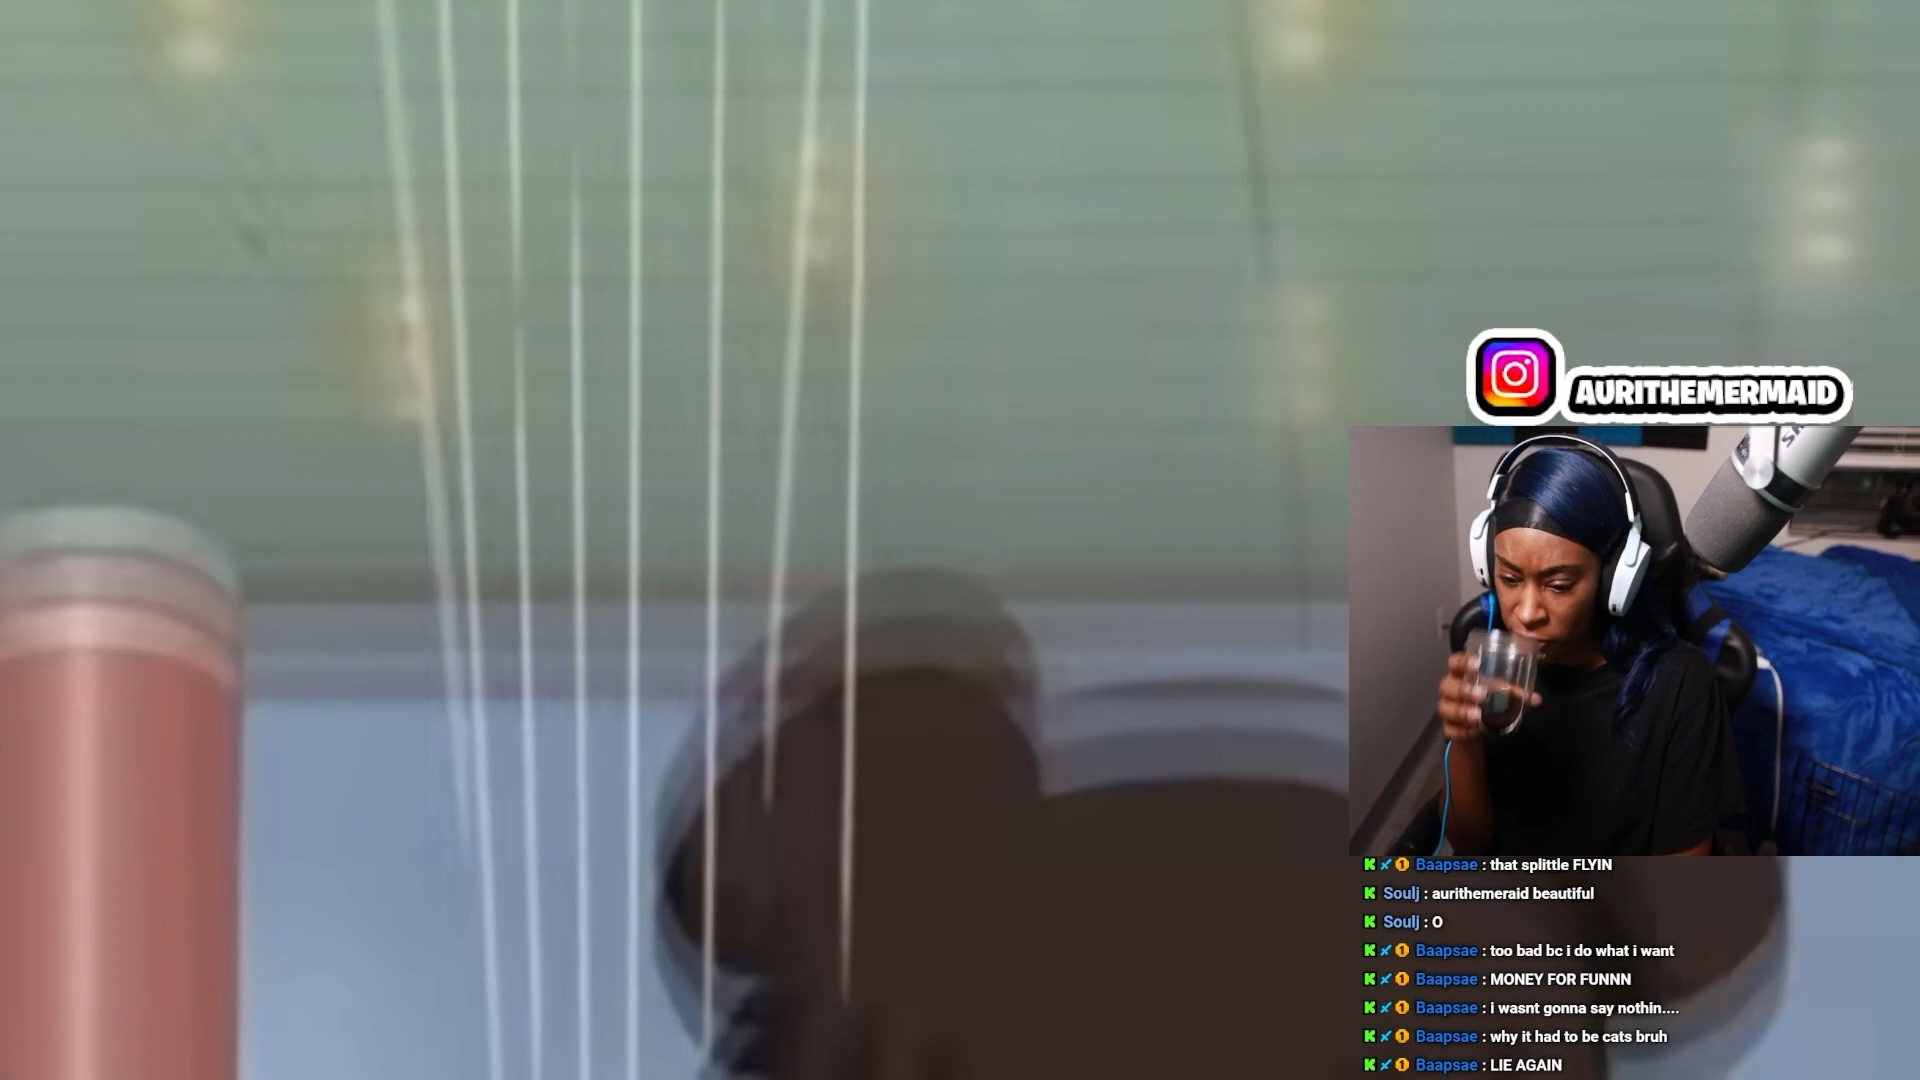 AURITHEMERMAID
Baapsae : that splittle FLYIN
Soulj : aurithemeraid beautiful
Soulj : O
Baapsae : too bad bc i do what i want
Baapsae : MONEY FOR FUNNN
Baapsae : i wasnt gonna say nothin....
Baapsae : why it had to be cats bruh
Baapsae : LIE AGAIN